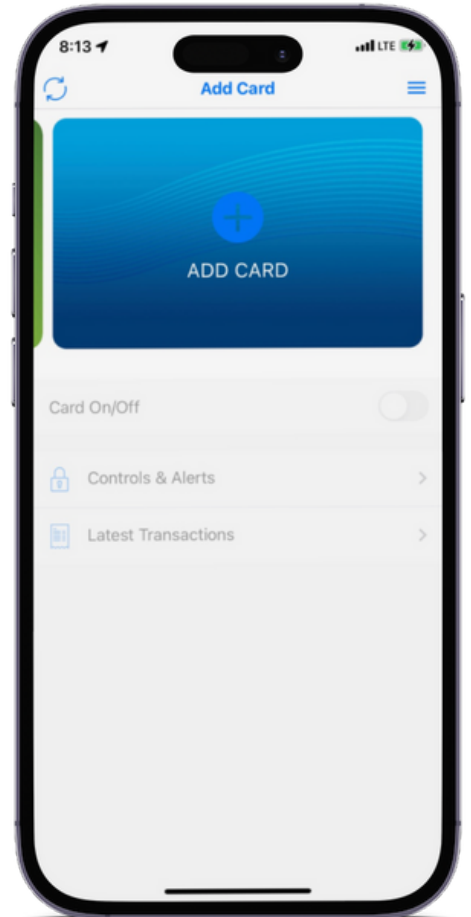 8:13
LTE
Add Card
ADD CARD
Card On/Off
Controls & Alerts
Latest Transactions